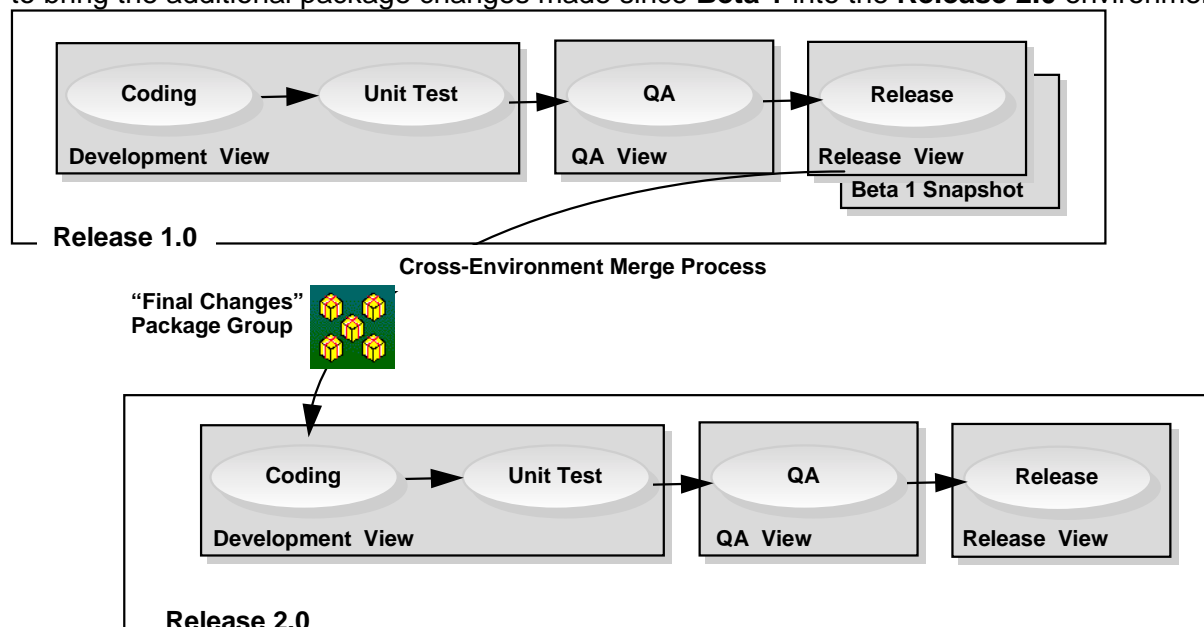 to bring the additional package changes made since Beta 1 into the Release 2.0
Coding
Unit Test
QA
Release
Development View
QA View
Release View
Beta 1 Snapshot
Release 1.0
Cross-Environment Merge Process
“Final Changes”
Package Group
Coding
Unit Test
QA
Release
Development View
QA View
Release View
Release 2.0